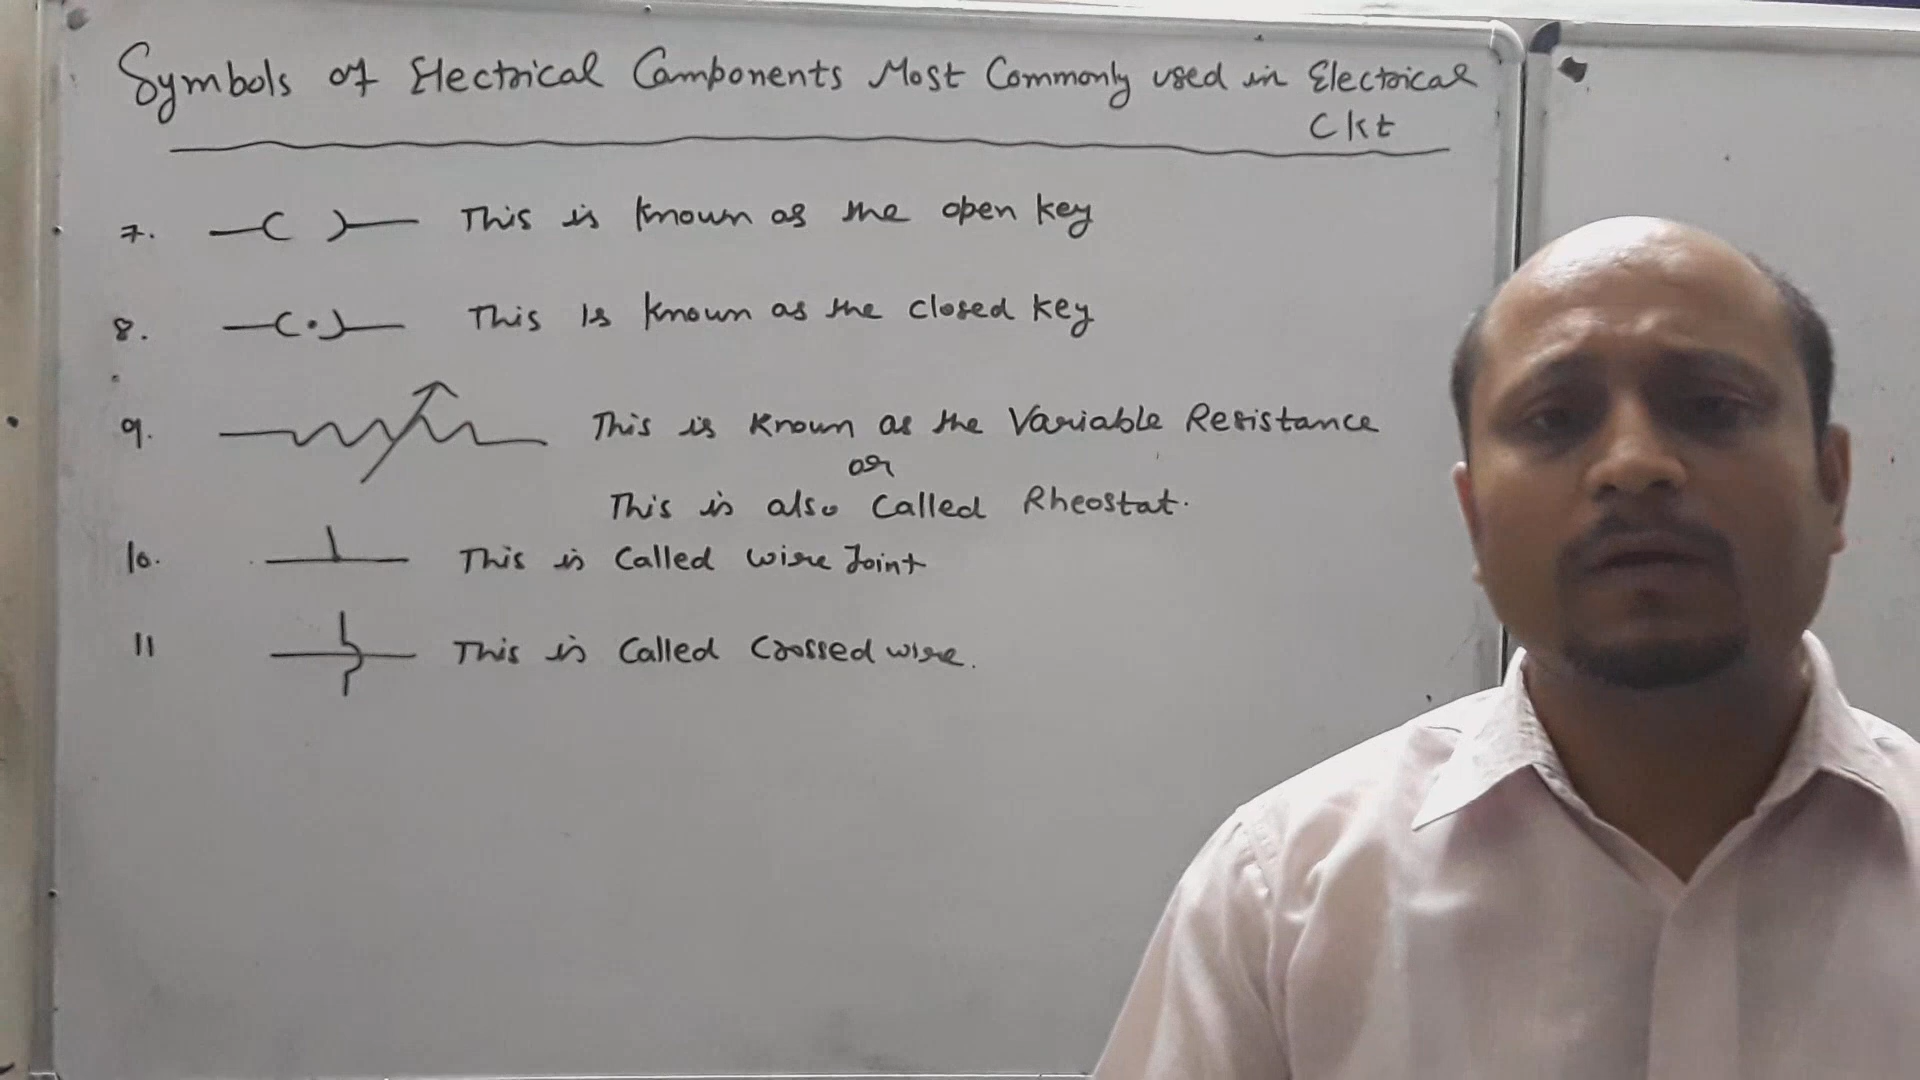 Symbols of Electrical Components Most Commonly used in Electrical
Ckt
7. This is known as the open key
8. This is known as the closed key
9. This is known as the Variable Resistance
or
This is also called Rheostat.
10. This is called wire Joint
11 This is called Crossed wire.